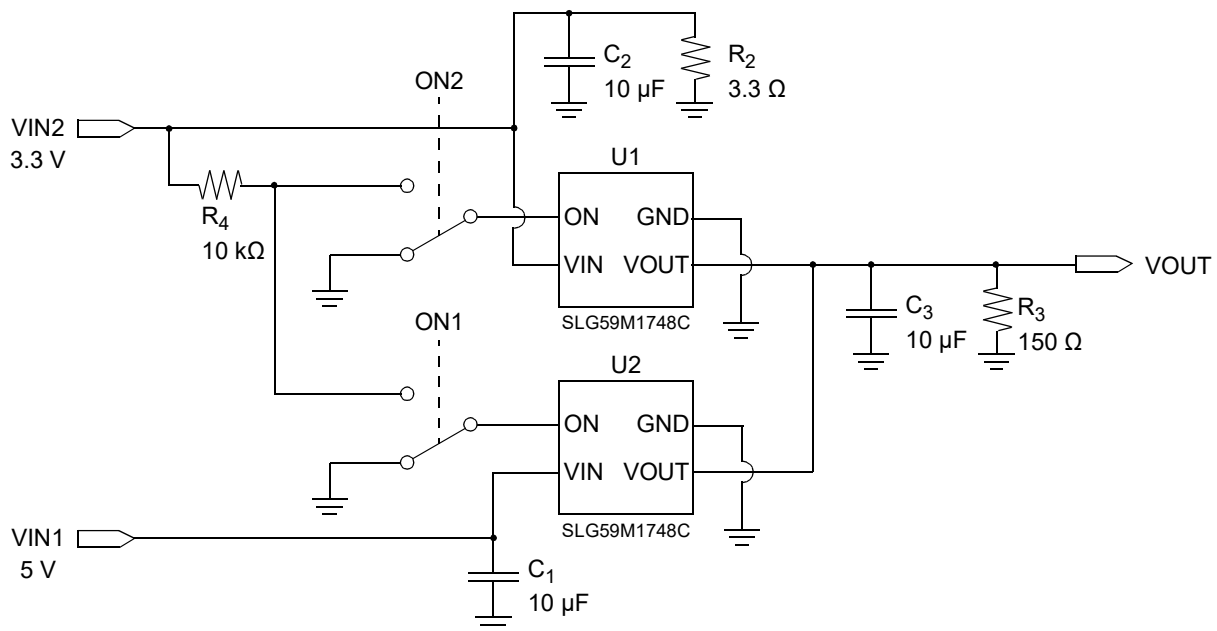 C2
10 µF
R2
3.3 Ω
ON2
VIN2
3.3 V
R4
10 kΩ
U1
ON
GND
VIN
VOUT
SLG59M1748C
VOUT
C3
10 µF
R3
150 Ω
ON1
U2
ON
GND
VIN
VOUT
SLG59M1748C
VIN1
5 V
C1
10 µF